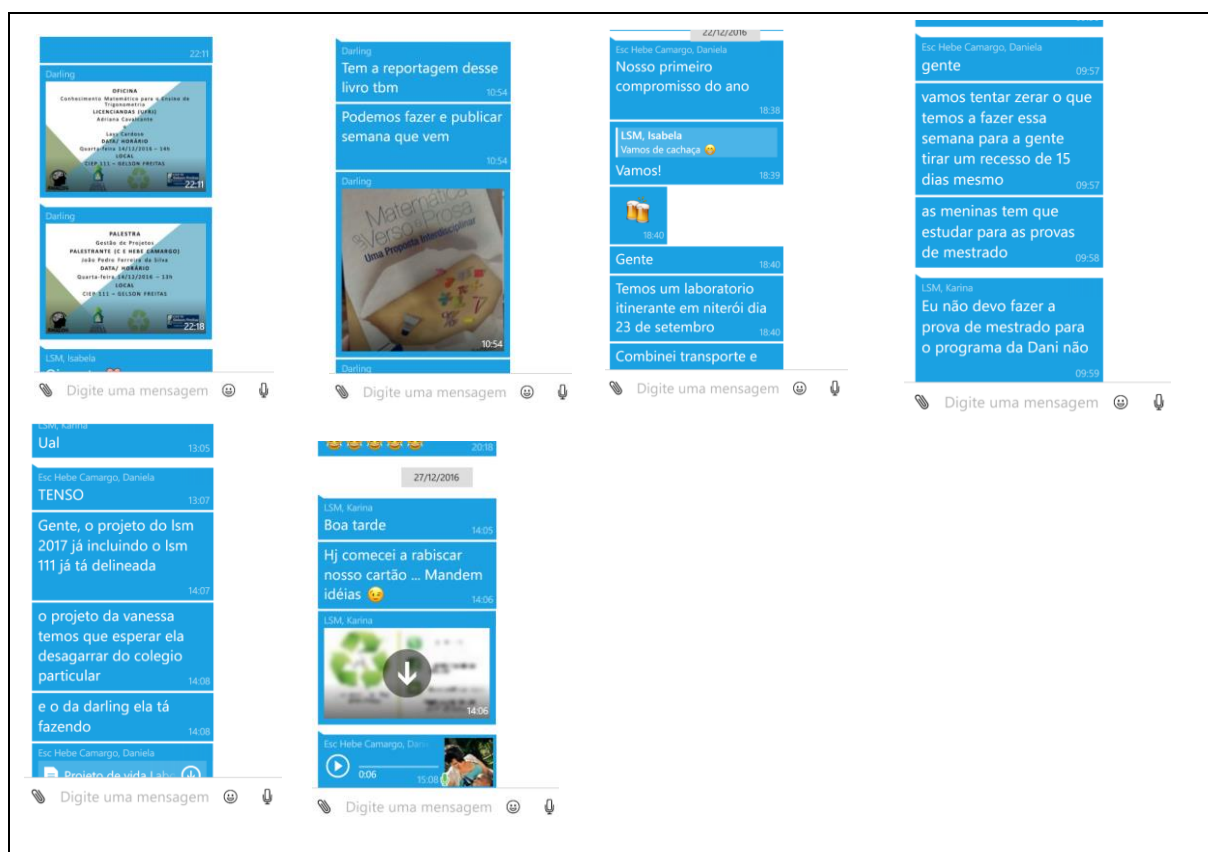 22:11
Darling
OFICINA
Conhecimento Matemático para o Ensino de
Trigonometria
LICENCIANDAS (UFRJ)
Adriana Cavalcante
e
Lays Cardove
DATA/ HORÁRIO
Quarta-feira 14/12/2016 – 14h
LOCAL
CIEP 111 – GELSON FREITAS
22:11
Darling
PALESTRA
Gestão de Projetos
PALESTRANTE (C E HEBE CAMARGO)
João Pedro Ferreira da Silva
DATA/ HORÁRIO
Quarta-feira 14/12/2016 – 13h
LOCAL
CIEP 111 – GELSON FREITAS
22:18
LSM, Isabela
Digite uma mensagem
Darling
Tem a reportagem desse
livro tbm
10:54
Podemos fazer e publicar
semana que vem
10:54
Darling
Matemática
Verso e Prosa
Uma Proposta Interdisciplinar
10:54
Darling
Digite uma mensagem
22/12/2016
Esc Hebe Camargo, Daniela
Nosso primeiro
compromisso do ano
18:38
LSM, Isabela
Vamos de cachaça
Vamos!
18:39
🍻
18:40
Gente
18:40
Temos um laboratorio
itinerante em niterói dia
23 de setembro
18:40
Combinei transporte e
Digite uma mensagem
Esc Hebe Camargo, Daniela
gente
09:57
vamos tentar zerar o que
temos a fazer essa
semana para a gente
tirar um recesso de 15
dias mesmo
09:57
as meninas tem que
estudar para as provas
de mestrado
09:58
LSM, Karina
Eu não devo fazer a
prova de mestrado para
o programa da Dani não
09:59
Digite uma mensagem
LSM, Karina
Ual
13:05
Esc Hebe Camargo, Daniela
TENSO
13:07
Gente, o projeto do lsm
2017 já incluindo o lsm
111 já tá delineada
14:07
o projeto da vanessa
temos que esperar ela
desagarrar do colegio
particular
14:08
e o da darling ela tá
fazendo
14:08
Esc Hebe Camargo, Daniela
Projeto de vida
Digite uma mensagem
20:18
27/12/2016
LSM, Karina
Boa tarde
14:05
Hj comecei a rabiscar
nosso cartão ... Mandem
idéias
14:06
LSM, Karina
14:06
Esc Hebe Camargo,
0:06
15:08
Digite uma mensagem